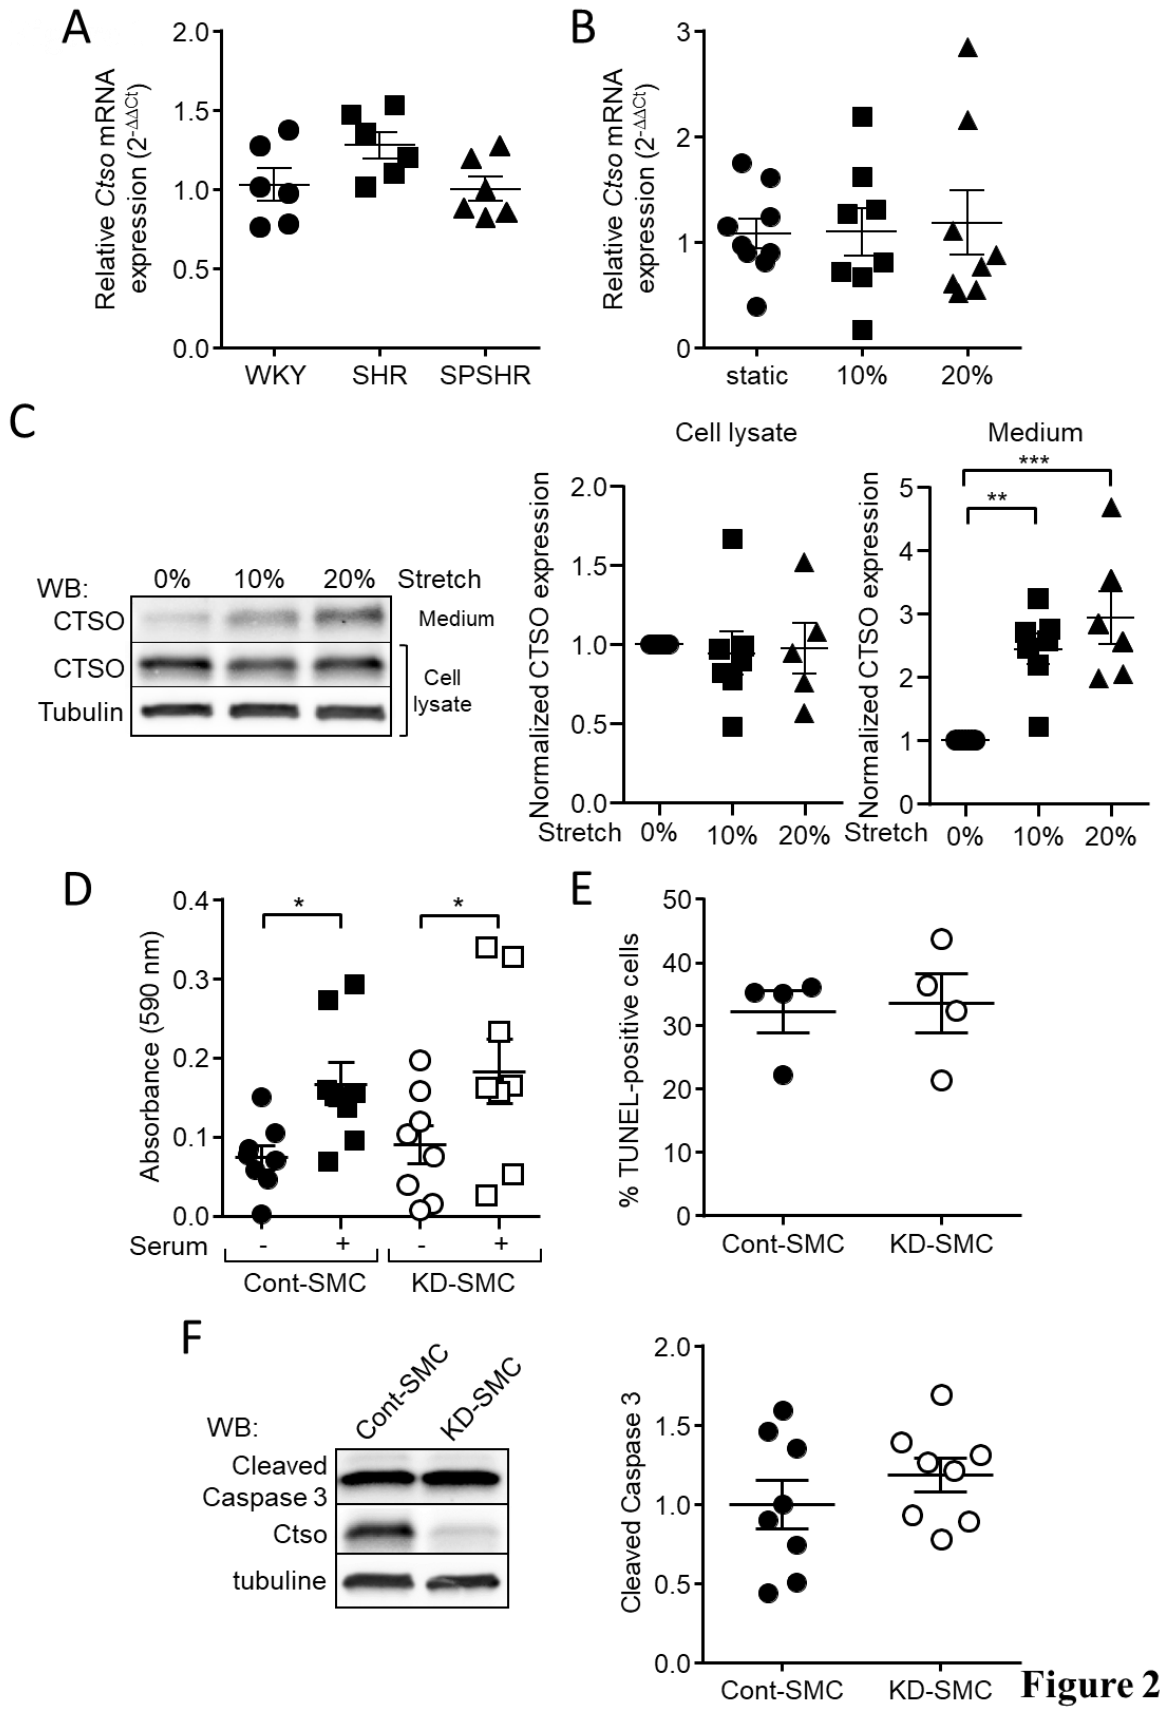 A
Relative Ctso mRNA
expression (2-ΔΔCt)
2.0
1.5
1.0
0.5
0.0
WKY SHR SPSHR
B
Relative Ctso mRNA
expression (2-ΔΔCt)
3
2
1
0
static 10% 20%
C
WB: 0% 10% 20% Stretch
CTSO Medium
CTSO
Tubulin
Cell
lysate
Cell lysate
Normalized CTSO expression
2.0
1.5
1.0
0.5
0.0
Stretch 0% 10% 20%
Medium
Normalized CTSO expression
5
4
3
2
1
0
***
**
Stretch 0% 10% 20%
D
Absorbance (590 nm)
0.4
0.3
0.2
0.1
0.0
* *
Serum - + - +
Cont-SMC KD-SMC
E
% TUNEL-positive cells
50
40
30
20
10
0
Cont-SMC KD-SMC
F
WB: Cont-SMC KD-SMC
Cleaved
Caspase 3
Ctso
tubuline
Cleaved Caspase 3
2.0
1.5
1.0
0.5
0.0
Cont-SMC KD-SMC
Figure 2